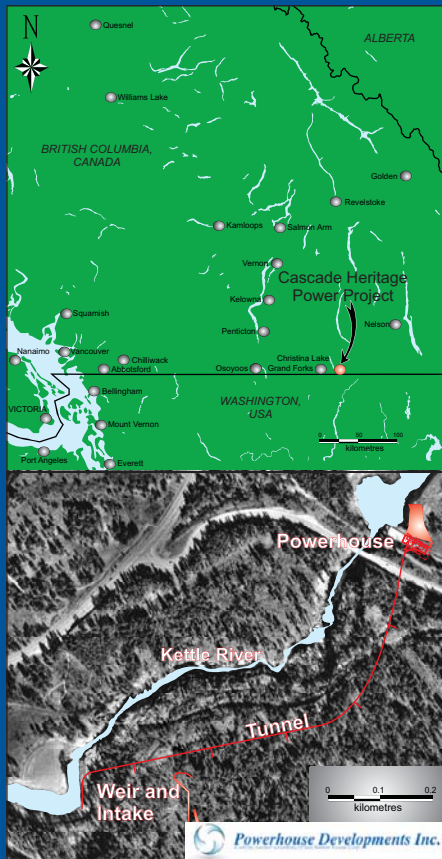 N
Quesnel
ALBERTA
Williams Lake
BRITISH COLUMBIA,
CANADA
Golden
Revelstoke
Kamloops
Salmon Arm
Vernon
Cascade Heritage
Power Project
Kelowna
Squamish
Penticton
Nelson
Nanaimo
Vancouver
Chilliwack
Abbotsford
Christina Lake
Osoyoos
Grand Forks
Bellingham
WASHINGTON,
USA
VICTORIA
Mount Vernon
0 50 100
kilometres
Port Angeles
Everett
Powerhouse
Kettle River
Tunnel
Weir and
Intake
0 0.1 0.2
kilometres
Powerhouse Developments Inc.